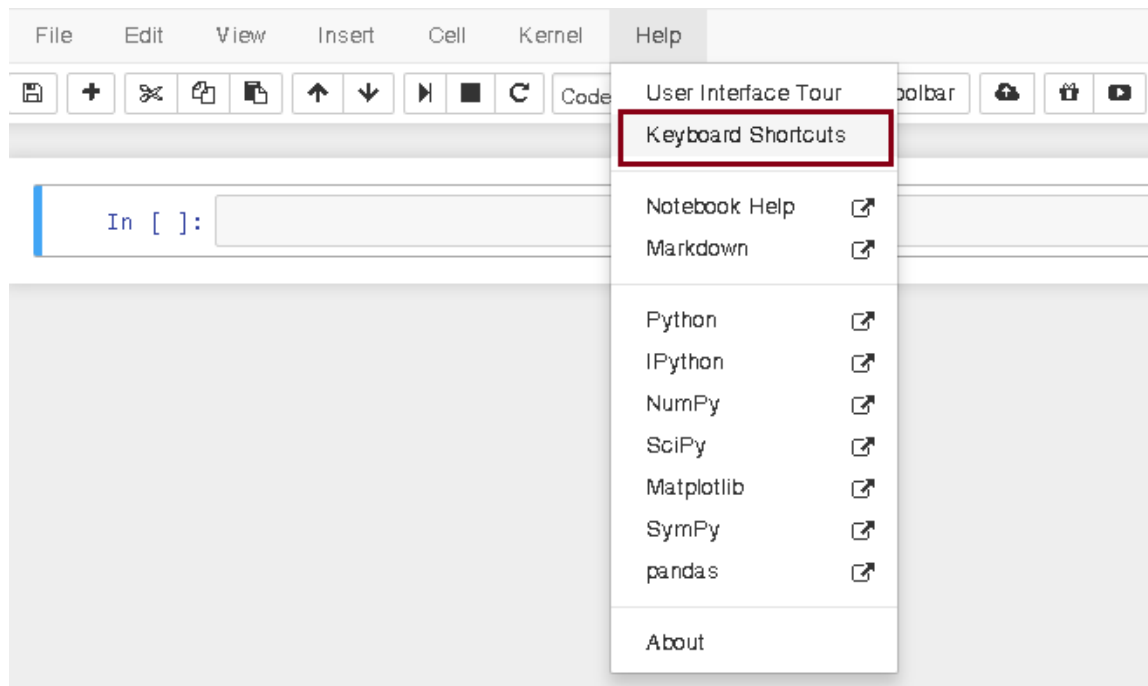 File Edit View Insert Cell Kernel Help
Code oolbar
User Interface Tour
Keyboard Shortcuts
In [ ]:
Notebook Help
Markdown
Python
IPython
NumPy
SciPy
Matplotlib
SymPy
pandas
About